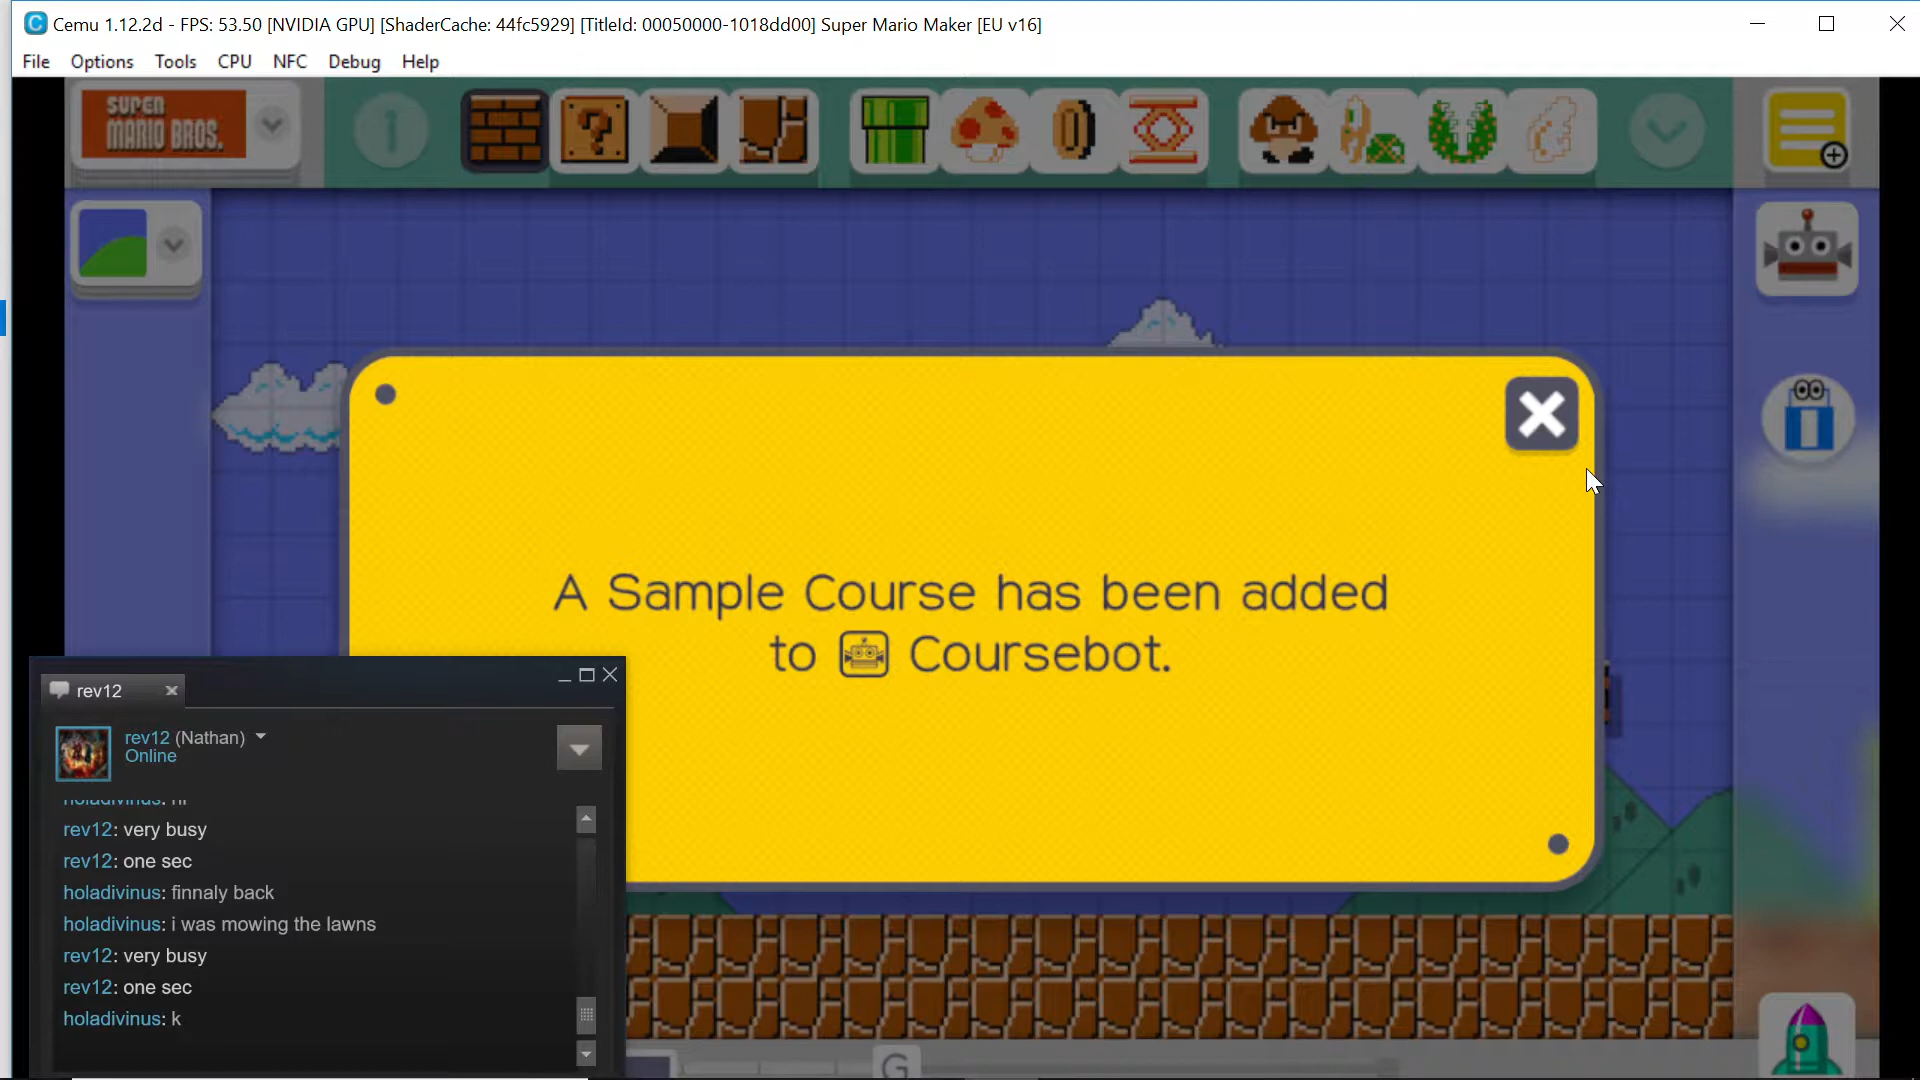 Cemu 1.12.2d - FPS: 53.50 [NVIDIA GPU] [ShaderCache: 44fc5929] [TitleId: 00050000-1018dd00] Super Mario Maker [EU v16]
File Options Tools CPU NFC Debug Help
SUPER
MARIO BROS.
A Sample Course has been added
to Coursebot.
rev12
rev12 (Nathan)
Online
rev12: very busy
rev12: one sec
holadivinus: finnaly back
holadivinus: i was mowing the lawns
rev12: very busy
rev12: one sec
holadivinus: k
G